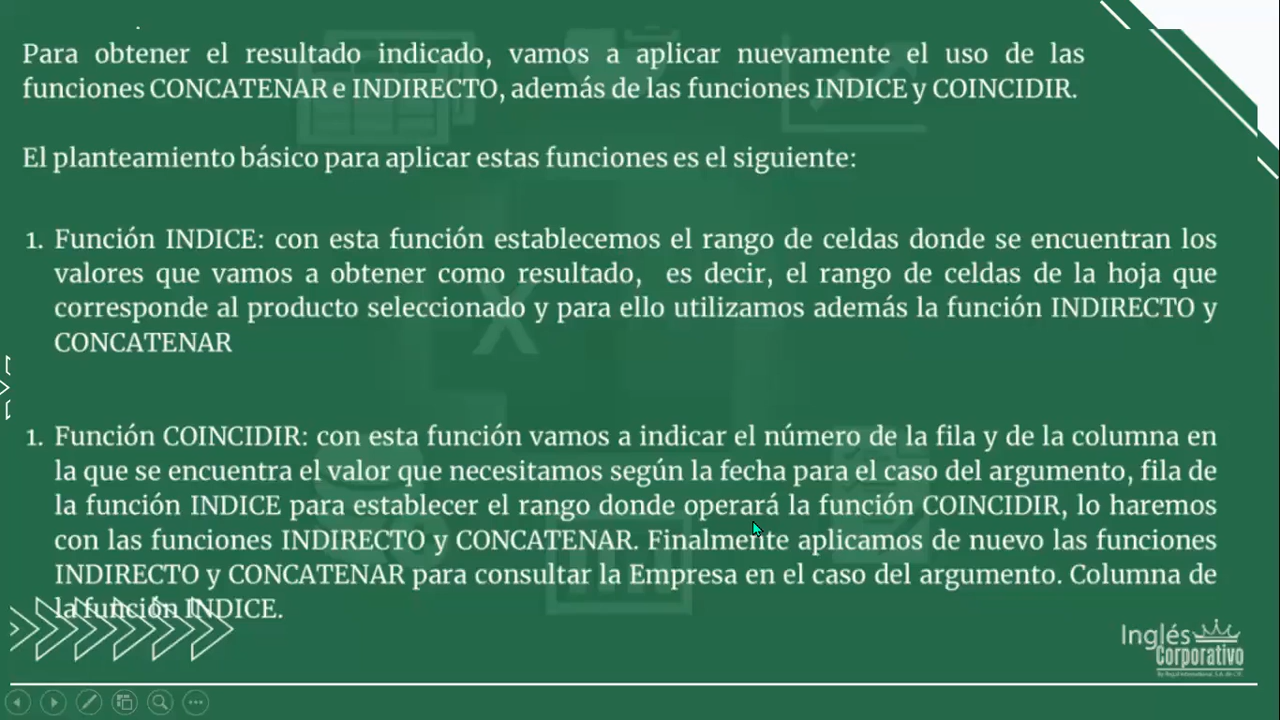 Para obtener el resultado indicado, vamos a aplicar nuevamente el uso de las
funciones CONCATENAR e INDIRECTO, además de las funciones INDICE y COINCIDIR.
El planteamiento básico para aplicar estas funciones es el siguiente:
1. Función INDICE: con esta función establecemos el rango de celdas donde se encuentran los
valores que vamos a obtener como resultado, es decir, el rango de celdas de la hoja que
corresponde al producto seleccionado y para ello utilizamos además la función INDIRECTO y
CONCATENAR
1. Función COINCIDIR: con esta función vamos a indicar el número de la fila y de la columna en
la que se encuentra el valor que necesitamos según la fecha para el caso del argumento, fila de
la función INDICE para establecer el rango donde operará la función COINCIDIR, lo haremos
con las funciones INDIRECTO y CONCATENAR. Finalmente aplicamos de nuevo las funciones
INDIRECTO y CONCATENAR para consultar la Empresa en el caso del argumento. Columna de
la función INDICE.
Inglés
Corporativo